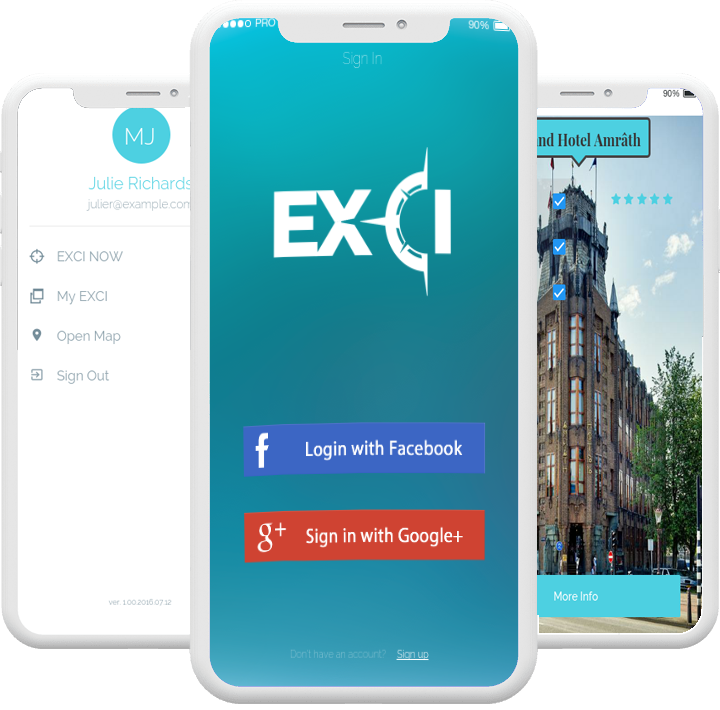 PRO
90%
Sign In
EXCI
Login with Facebook
g+ Sign in with Google+
Don't have an account? Sign up
MJ
Julie Richards
julier@example.com
EXCI NOW
My EXCI
Open Map
Sign Out
ver. 1.00.2016.07.12
90%
nd Hotel Amrâth
More Info